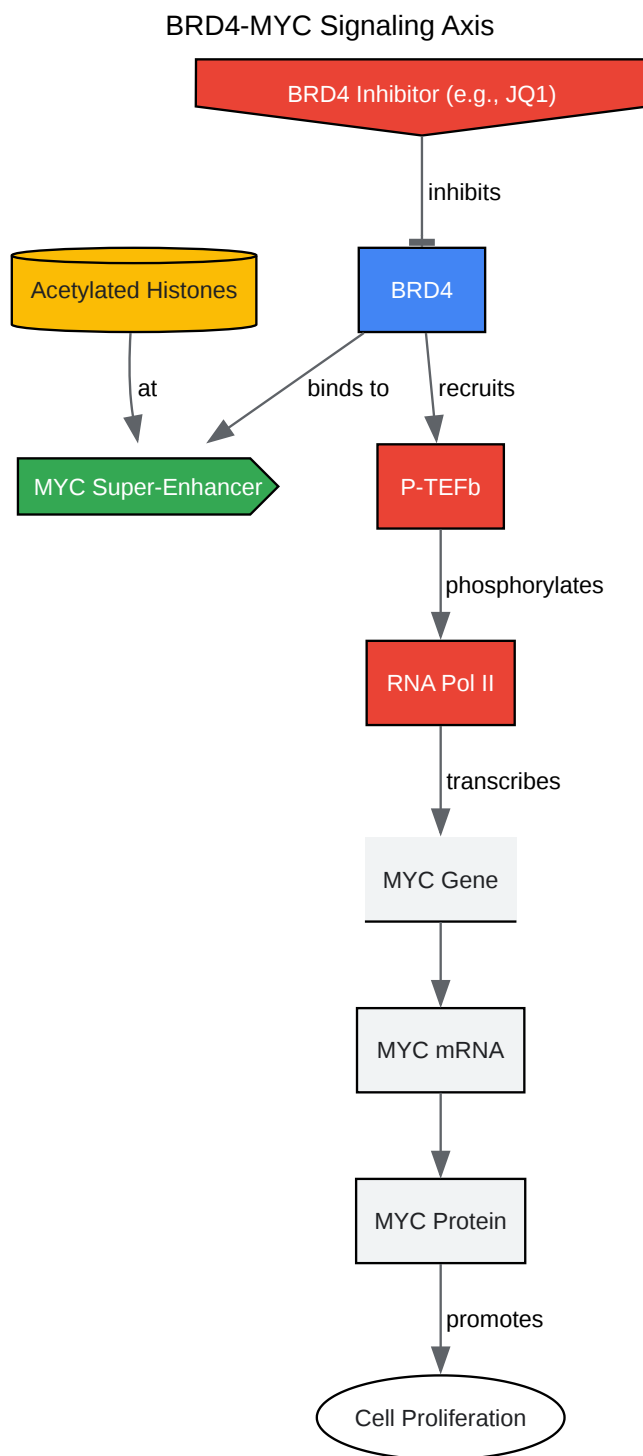 BRD4-MYC Signaling Axis
BRD4 Inhibitor (e.g., JQ1)
inhibits
Acetylated Histones
BRD4
at
binds to
recruits
MYC Super-Enhancer
P-TEFb
phosphorylates
RNA Pol II
transcribes
MYC Gene
MYC mRNA
MYC Protein
promotes
Cell Proliferation